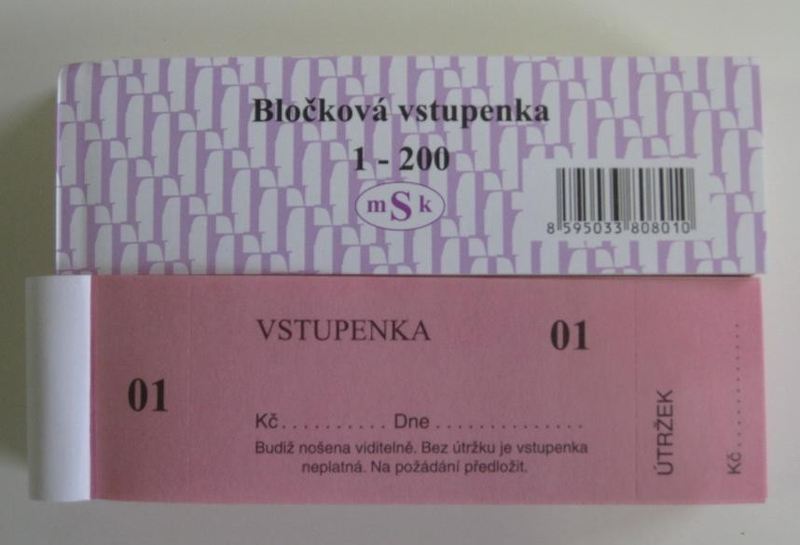 Bločková vstupenka
1 - 200
mSk
8 595033 808010
VSTUPENKA
01
01
Kč.......... Dne ..............
Budiž nošena viditelně. Bez útržku je vstupenka
neplatná. Na požádání předložit.
ÚTRŽEK
Kč............